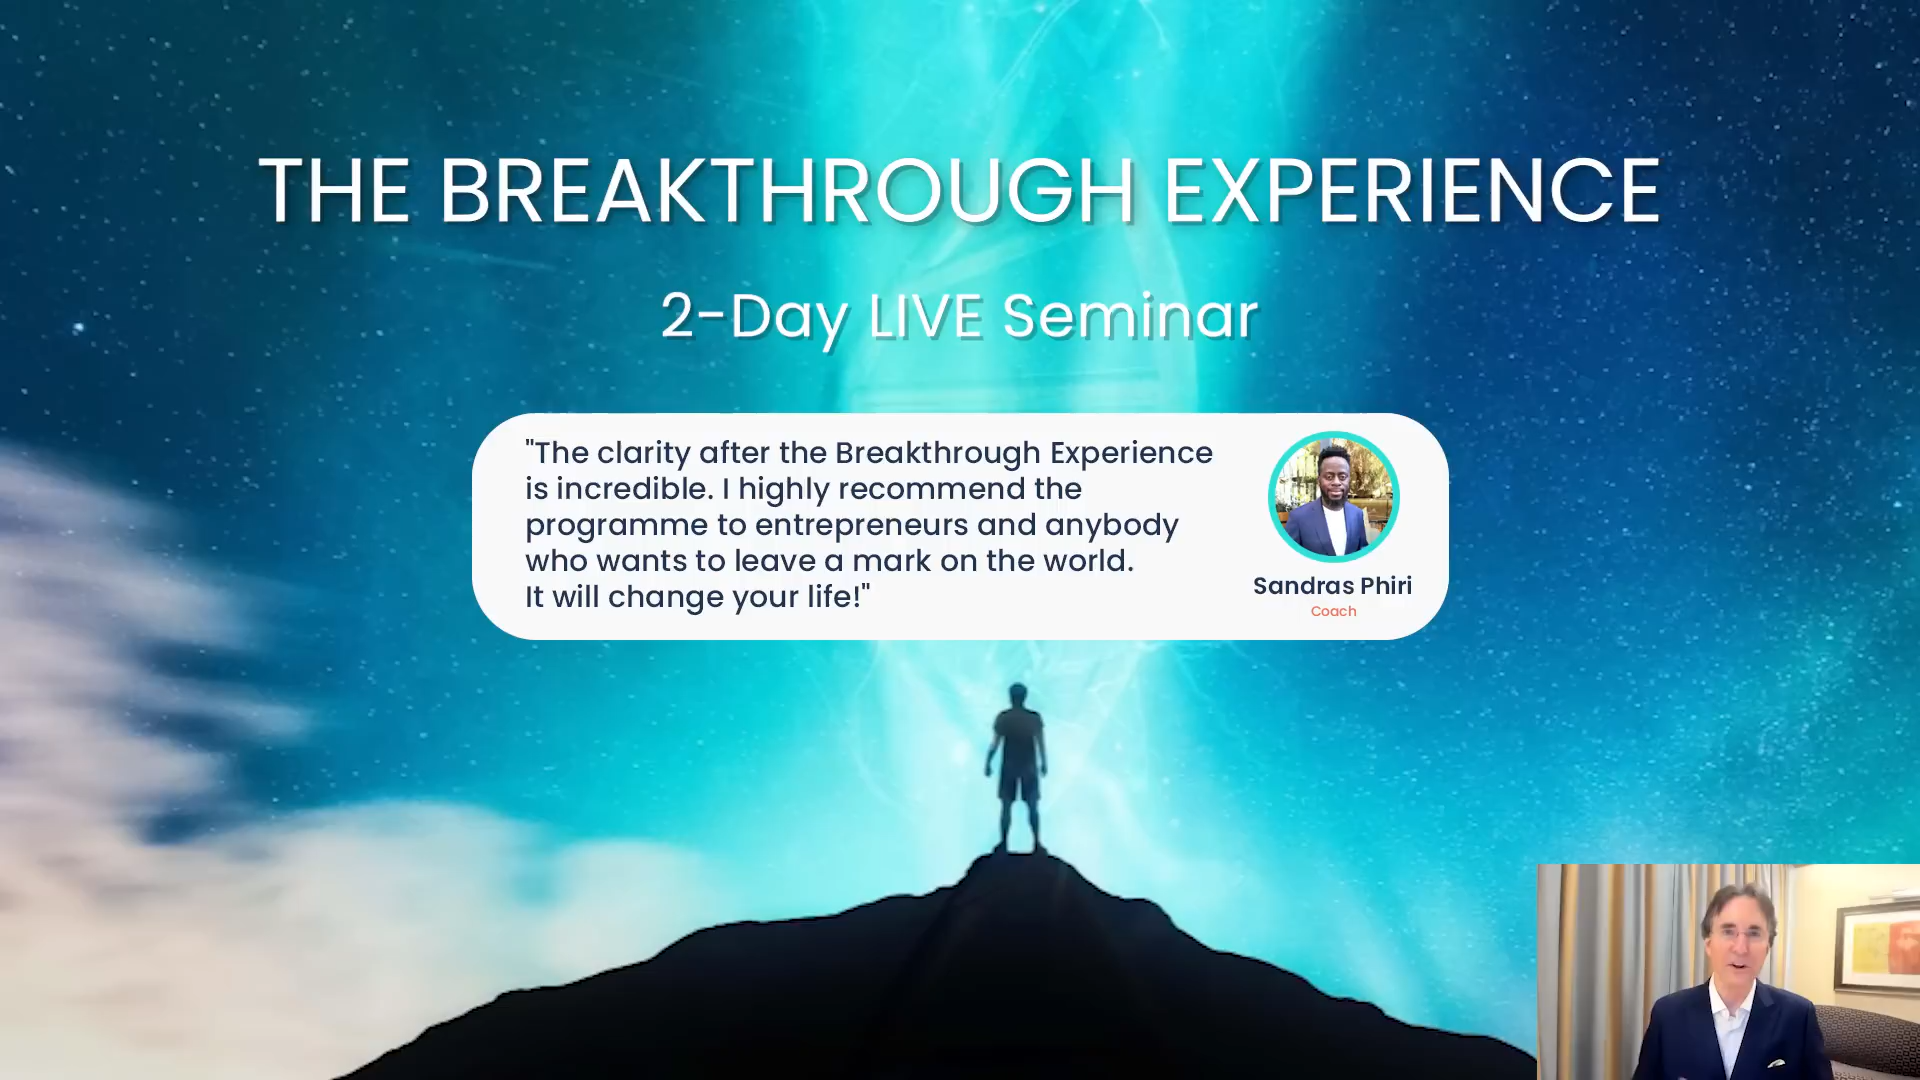 THE BREAKTHROUGH EXPERIENCE
2-Day LIVE Seminar
"The clarity after the Breakthrough Experience
is incredible. I highly recommend the
programme to entrepreneurs and anybody
who wants to leave a mark on the world.
It will change your life!"
Sandras Phiri
Coach